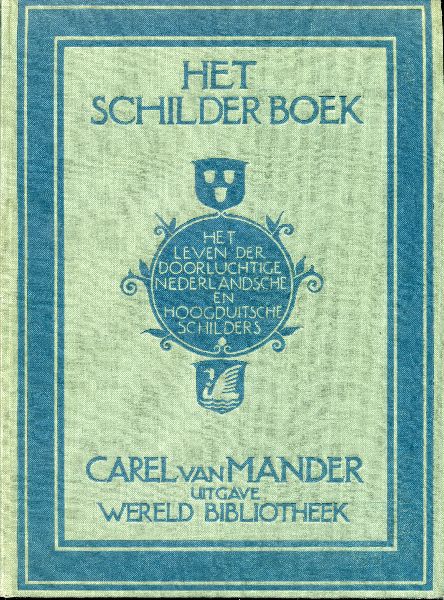 HET
SCHILDER BOEK
HET
LEVEN DER
DOORLUCHTIGE
NEDERLANDSCHE
EN
HOOGDUITSCHE
SCHILDERS
CAREL VAN MANDER
UITGAVE
WERELD BIBLIOTHEEK